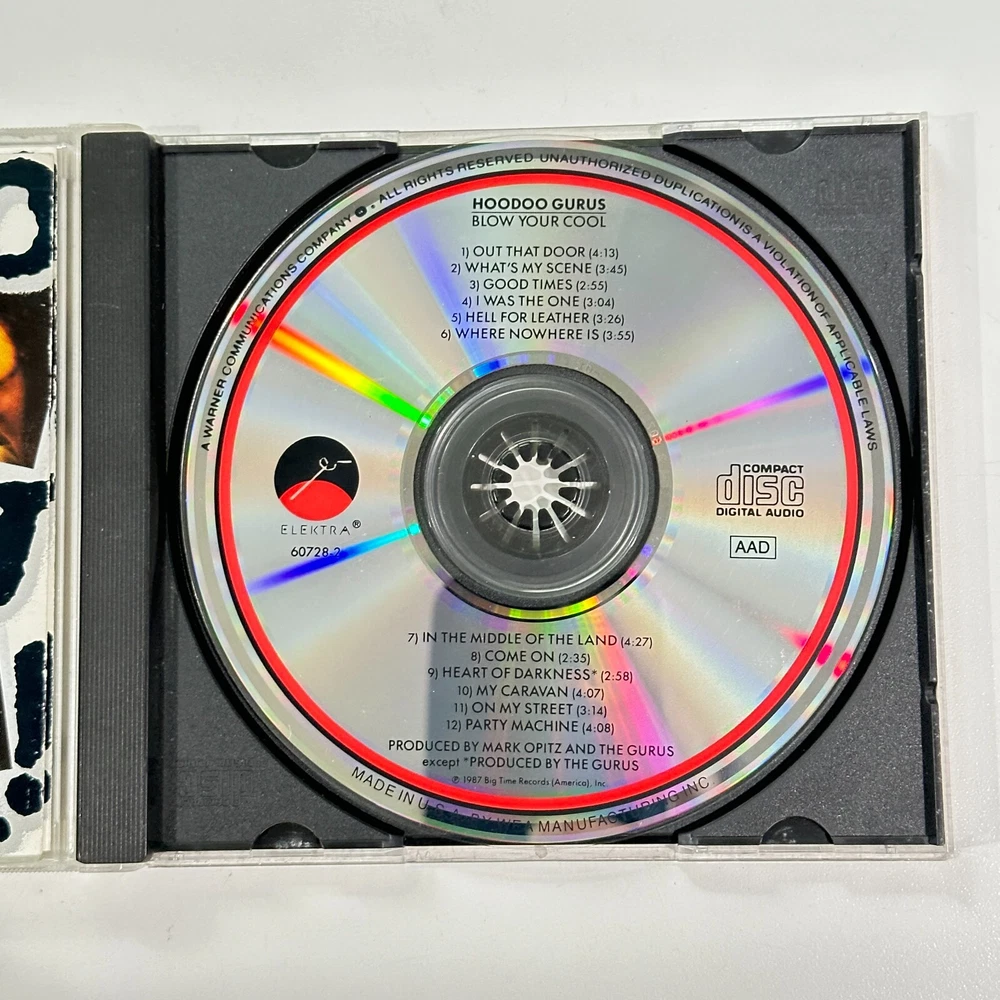 A WARNER COMMUNICATIONS COMPANY • ALL RIGHTS RESERVED UNAUTHORIZED DUPLICATION IS A VIOLATION OF APPLICABLE LAWS
HOODOO GURUS
BLOW YOUR COOL
1) OUT THAT DOOR (4:13)
2) WHAT'S MY SCENE (3:45)
3) GOOD TIMES (2:55)
4) I WAS THE ONE (3:04)
5) HELL FOR LEATHER (3:26)
6) WHERE NOWHERE IS (3:55)
ELEKTRA®
60728-2
COMPACT
disc
DIGITAL AUDIO
AAD
7) IN THE MIDDLE OF THE LAND (4:27)
8) COME ON (2:35)
9) HEART OF DARKNESS* (2:58)
10) MY CARAVAN (4:07)
11) ON MY STREET (3:14)
12) PARTY MACHINE (4:08)
PRODUCED BY MARK OPITZ AND THE GURUS
except *PRODUCED BY THE GURUS
℗ 1987 Big Time Records (America), Inc.
MADE IN U.S.A. BY WEA MANUFACTURING INC